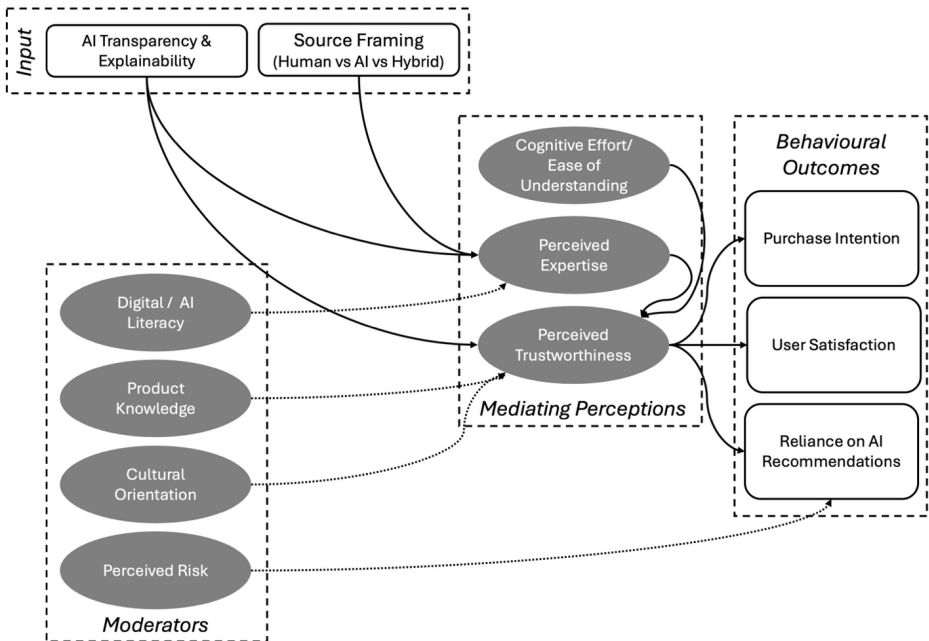 Input
AI Transparency &
Explainability
Source Framing
(Human vs AI vs Hybrid)
Cognitive Effort/
Ease of
Understanding
Perceived
Expertise
Perceived
Trustworthiness
Mediating Perceptions
Behavioural
Outcomes
Purchase Intention
User Satisfaction
Reliance on AI
Recommendations
Digital / AI
Literacy
Product
Knowledge
Cultural
Orientation
Perceived Risk
Moderators